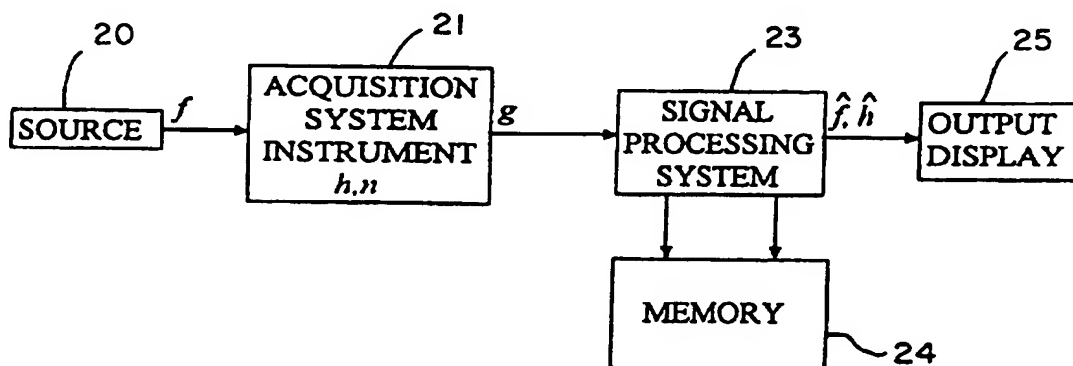 20
21
23
25
SOURCE
f
ACQUISITION
SYSTEM
INSTRUMENT
h,n
g
SIGNAL
PROCESSING
SYSTEM
f̂, ĥ
OUTPUT
DISPLAY
MEMORY
24